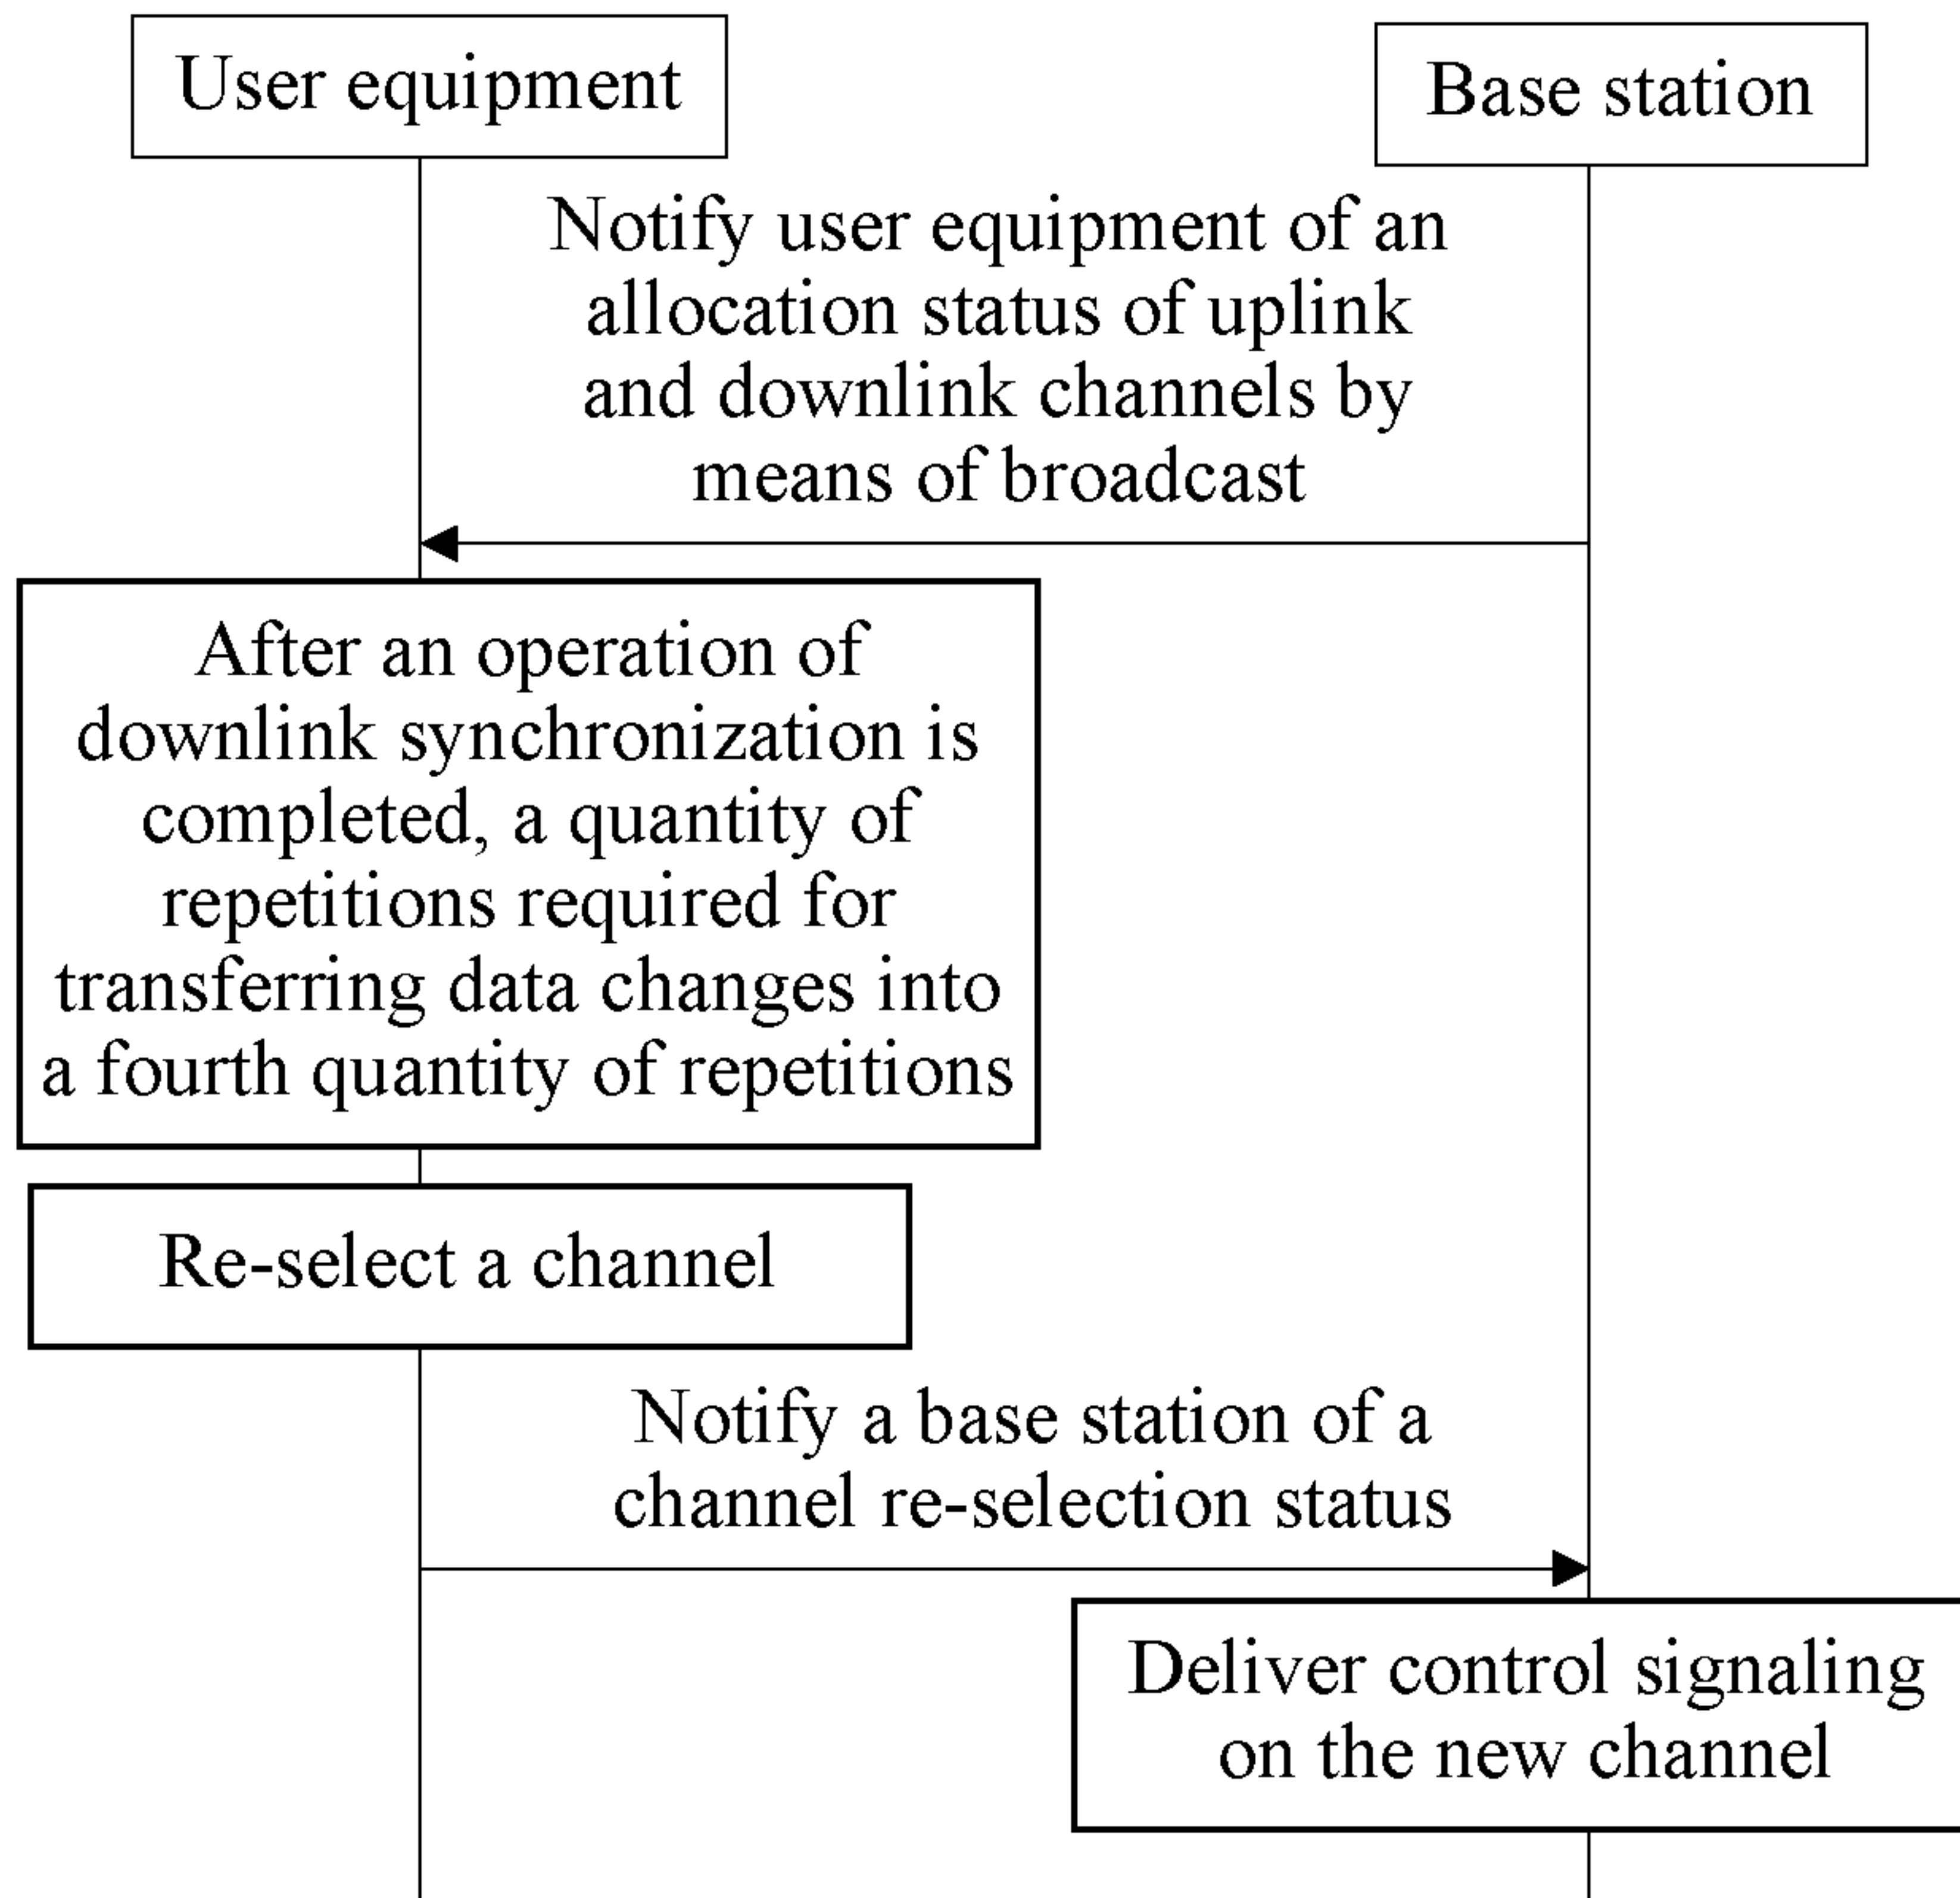 User equipment
Base station
Notify user equipment of an
allocation status of uplink
and downlink channels by
means of broadcast
After an operation of
downlink synchronization is
completed, a quantity of
repetitions required for
transferring data changes into
a fourth quantity of repetitions
Re-select a channel
Notify a base station of a
channel re-selection status
Deliver control signaling
on the new channel